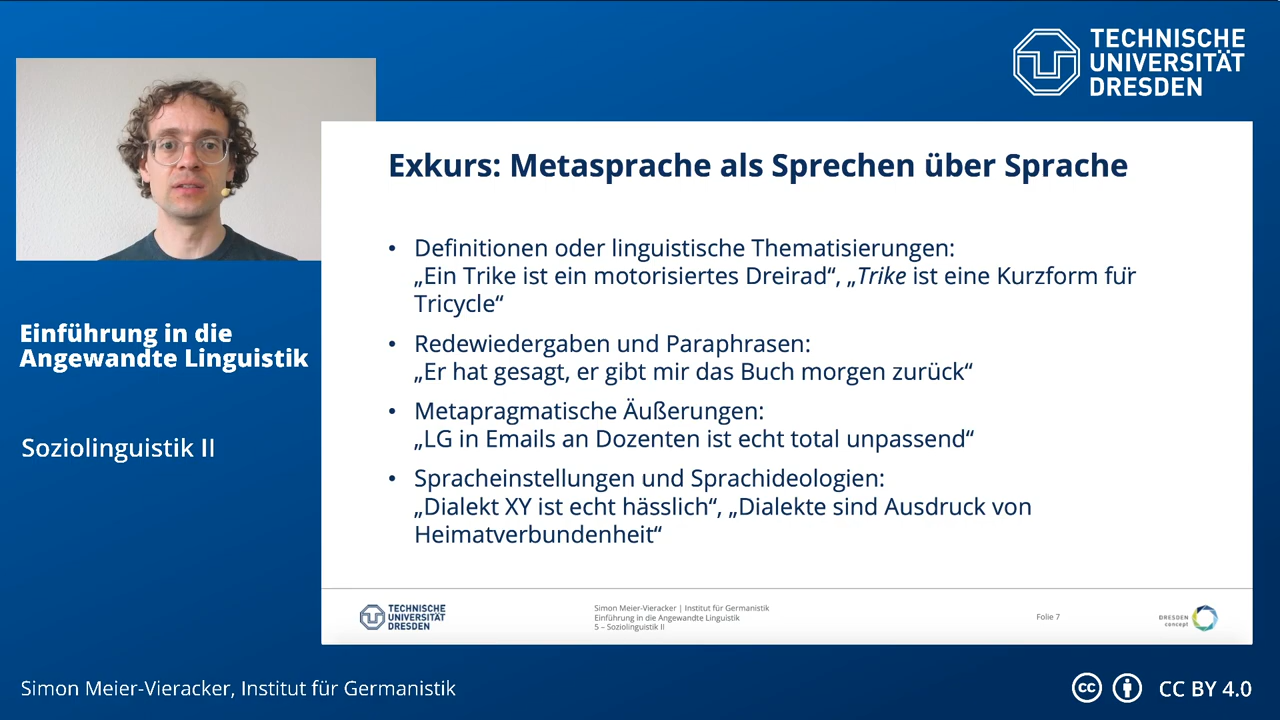 TECHNISCHE
UNIVERSITÄT
DRESDEN
Exkurs: Metasprache als Sprechen über Sprache
• Definitionen oder linguistische Thematisierungen:
„Ein Trike ist ein motorisiertes Dreirad“, „Trike ist eine Kurzform für
Tricycle“
• Redewiedergaben und Paraphrasen:
„Er hat gesagt, er gibt mir das Buch morgen zurück“
• Metapragmatische Äußerungen:
„LG in Emails an Dozenten ist echt total unpassend“
• Spracheinstellungen und Sprachideologien:
„Dialekt XY ist echt hässlich“, „Dialekte sind Ausdruck von
Heimatverbundenheit“
Einführung in die
Angewandte Linguistik
Soziolinguistik II
TECHNISCHE
UNIVERSITÄT
DRESDEN
Simon Meier-Vieracker | Institut für Germanistik
Einführung in die Angewandte Linguistik
5 – Soziolinguistik II
Folie 7
DRESDEN
concept
Simon Meier-Vieracker, Institut für Germanistik
cc
CC BY 4.0